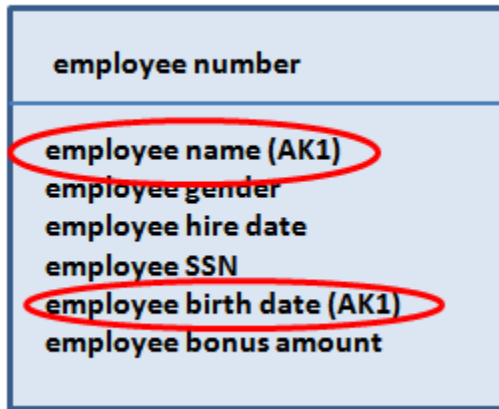 employee number
employee name (AK1)
employee gender
employee hire date
employee SSN
employee birth date (AK1)
employee bonus amount